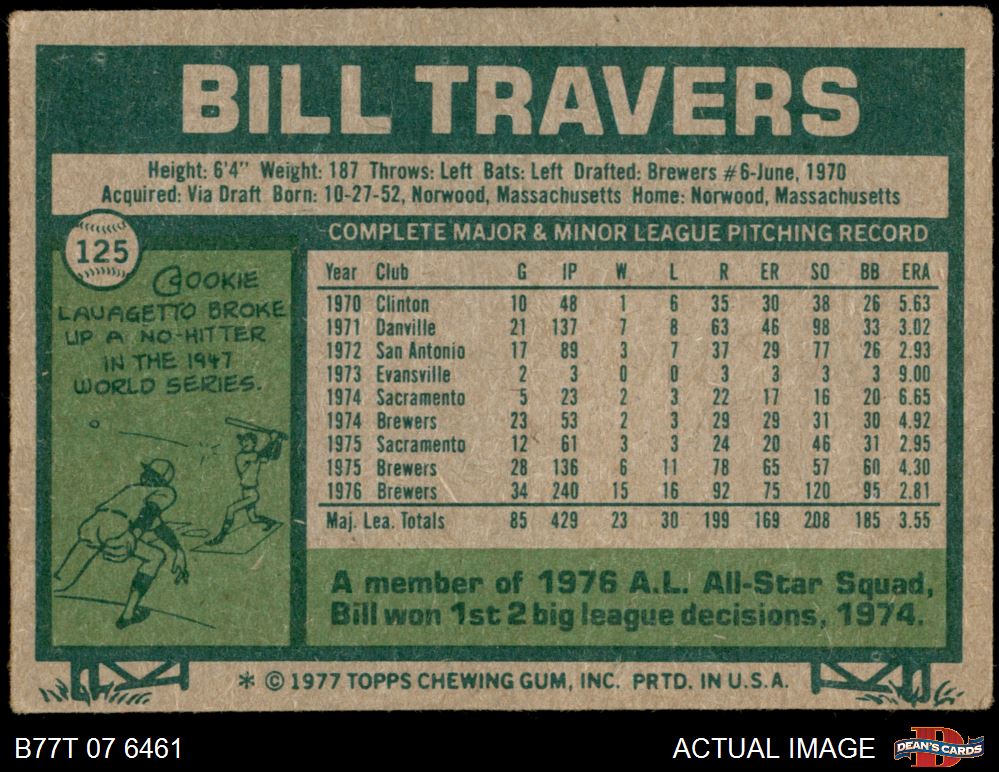 BILL TRAVERS
Height: 6'4" Weight: 187 Throws: Left Bats: Left Drafted: Brewers #6-June, 1970
Acquired: Via Draft Born: 10-27-52, Norwood, Massachusetts Home: Norwood, Massachusetts
125
COOKIE
LAVAGETTO BROKE
UP A NO-HITTER
IN THE 1947
WORLD SERIES.
COMPLETE MAJOR & MINOR LEAGUE PITCHING RECORD
Year Club G IP W L R ER SO BB ERA
1970 Clinton 10 48 1 6 35 30 38 26 5.63
1971 Danville 21 137 7 8 63 46 98 33 3.02
1972 San Antonio 17 89 3 7 37 29 77 26 2.93
1973 Evansville 2 3 0 0 3 3 3 3 9.00
1974 Sacramento 5 23 2 3 22 17 16 20 6.65
1974 Brewers 23 53 2 3 29 29 31 30 4.92
1975 Sacramento 12 61 3 3 24 20 46 31 2.95
1975 Brewers 28 136 6 11 78 65 57 60 4.30
1976 Brewers 34 240 15 16 92 75 120 95 2.81
Maj. Lea. Totals 85 429 23 30 199 169 208 185 3.55
A member of 1976 A.L. All-Star Squad,
Bill won 1st 2 big league decisions, 1974.
* © 1977 TOPPS CHEWING GUM, INC. PRTD. IN U.S.A.
B77T 07 6461
ACTUAL IMAGE
DEAN'S CARDS